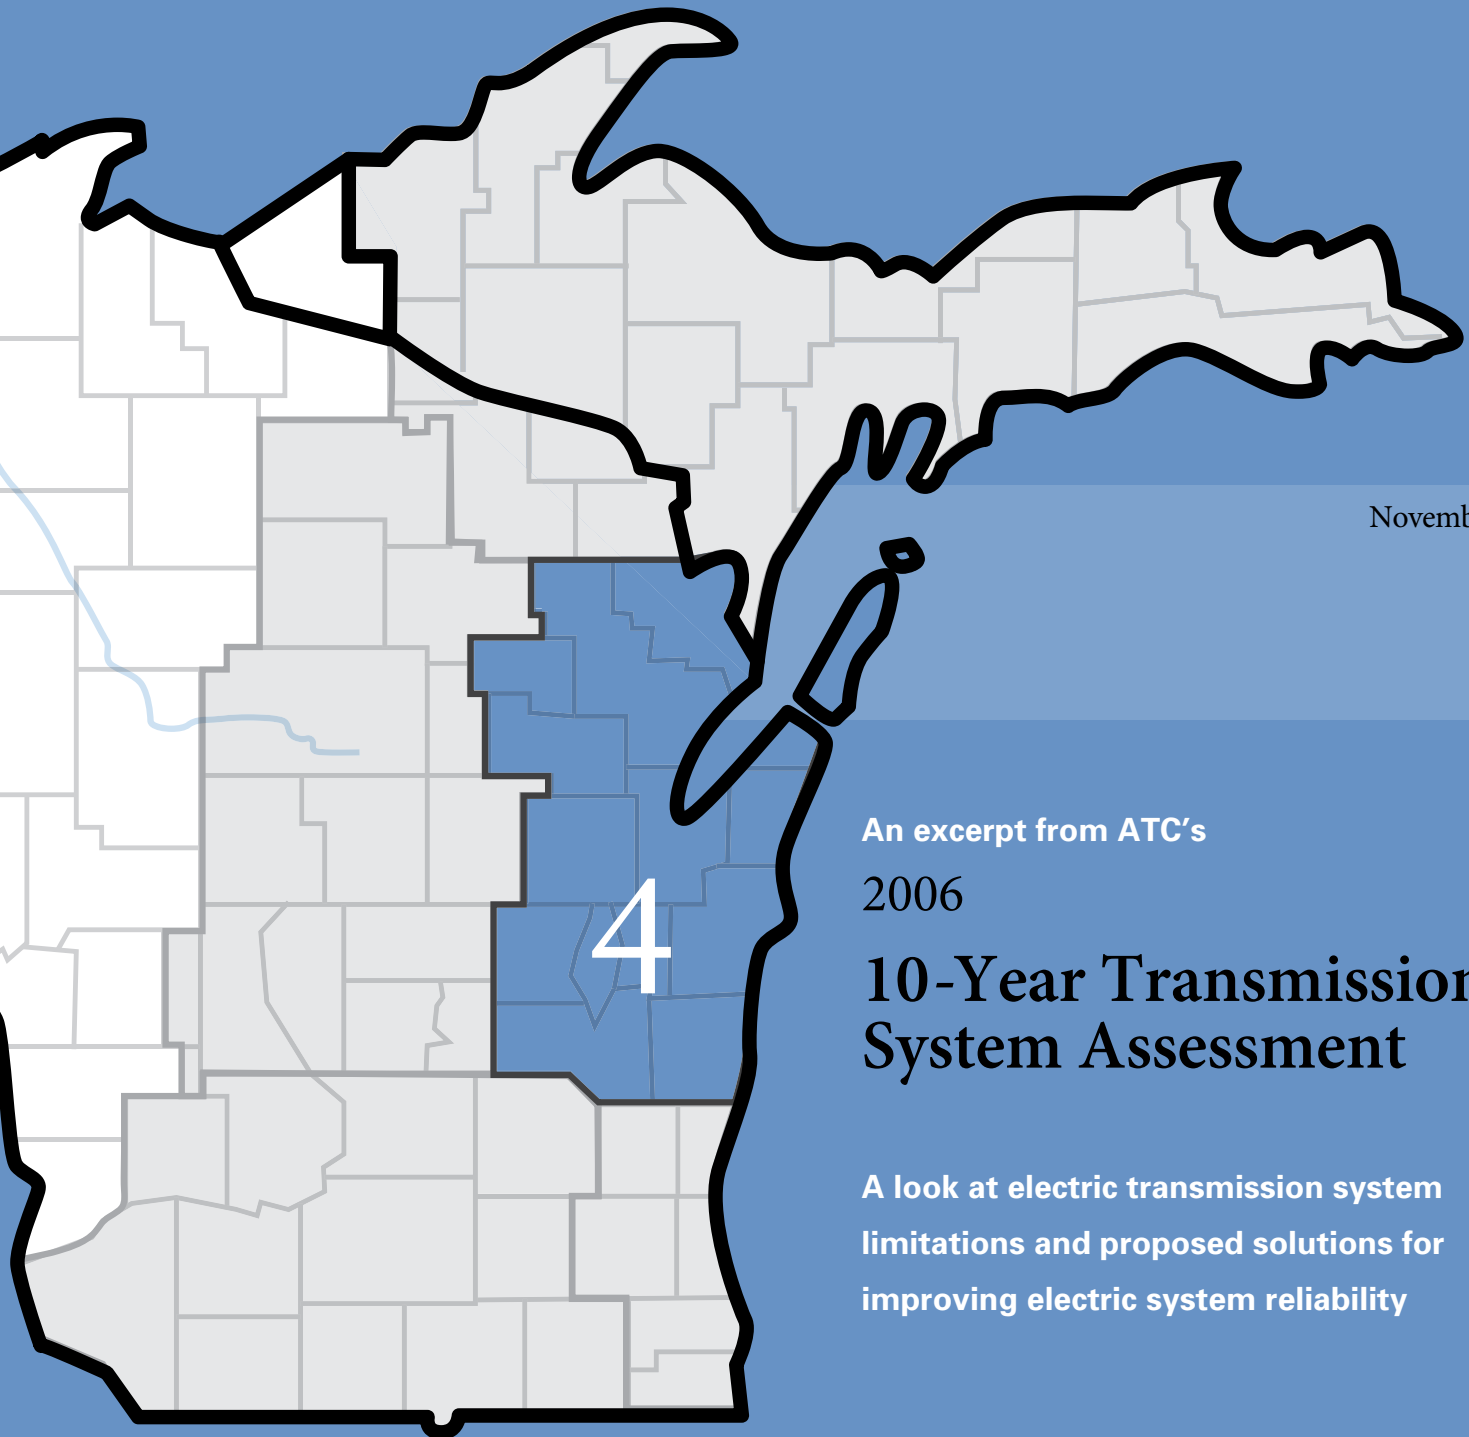 Novemb
4
An excerpt from ATC's
2006
10-Year Transmission
System Assessment
A look at electric transmission system
limitations and proposed solutions for
improving electric system reliability